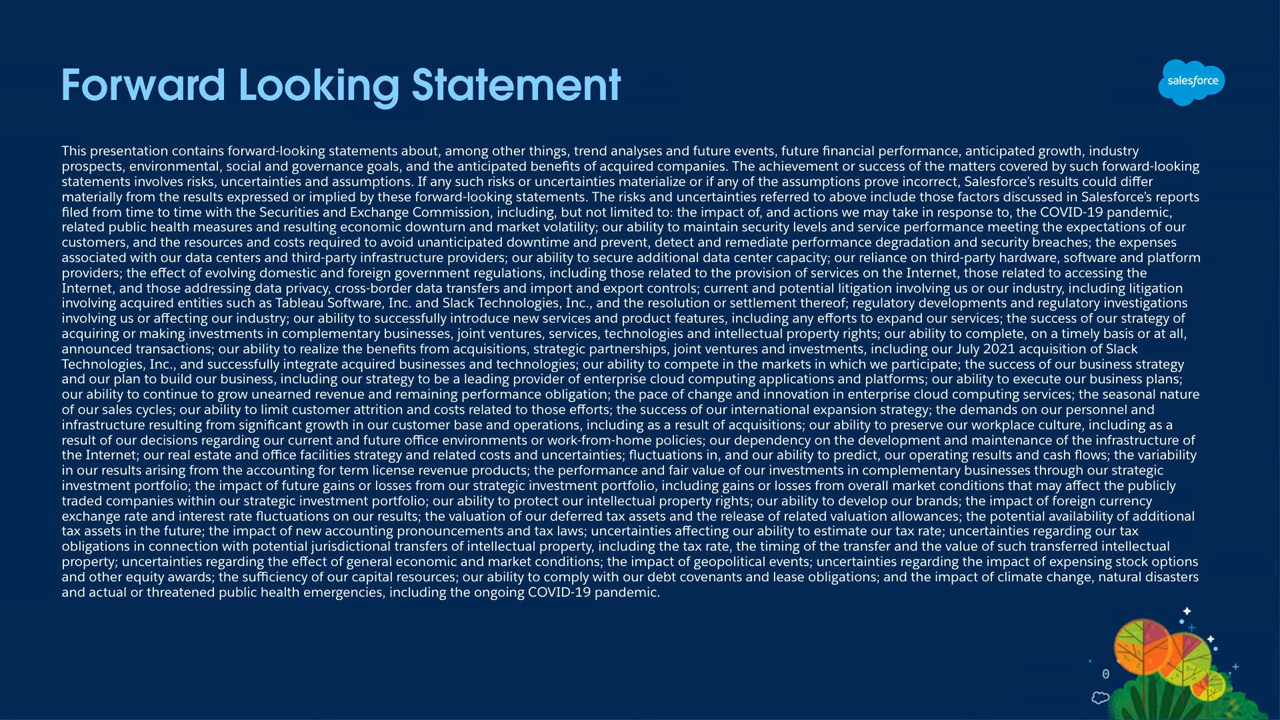 Forward Looking Statement
salesforce
This presentation contains forward-looking statements about, among other things, trend analyses and future events, future financial performance, anticipated growth, industry
prospects, environmental, social and governance goals, and the anticipated benefits of acquired companies. The achievement or success of the matters covered by such forward-looking
statements involves risks, uncertainties and assumptions. If any such risks or uncertainties materialize or if any of the assumptions prove incorrect, Salesforce's results could differ
materially from the results expressed or implied by these forward-looking statements. The risks and uncertainties referred to above include those factors discussed in Salesforce's reports
filed from time to time with the Securities and Exchange Commission, including, but not limited to: the impact of, and actions we may take in response to, the COVID-19 pandemic,
related public health measures and resulting economic downturn and market volatility; our ability to maintain security levels and service performance meeting the expectations of our
customers, and the resources and costs required to avoid unanticipated downtime and prevent, detect and remediate performance degradation and security breaches; the expenses
associated with our data centers and third-party infrastructure providers; our ability to secure additional data center capacity; our reliance on third-party hardware, software and platform
providers; the effect of evolving domestic and foreign government regulations, including those related to the provision of services on the Internet, those related to accessing the
Internet, and those addressing data privacy, cross-border data transfers and import and export controls; current and potential litigation involving us or our industry, including litigation
involving acquired entities such as Tableau Software, Inc. and Slack Technologies, Inc., and the resolution or settlement thereof; regulatory developments and regulatory investigations
involving us or affecting our industry; our ability to successfully introduce new services and product features, including any efforts to expand our services; the success of our strategy of
acquiring or making investments in complementary businesses, joint ventures, services, technologies and intellectual property rights; our ability to complete, on a timely basis or at all,
announced transactions; our ability to realize the benefits from acquisitions, strategic partnerships, joint ventures and investments, including our July 2021 acquisition of Slack
Technologies, Inc., and successfully integrate acquired businesses and technologies; our ability to compete in the markets in which we participate; the success of our business strategy
and our plan to build our business, including our strategy to be a leading provider of enterprise cloud computing applications and platforms; our ability to execute our business plans;
our ability to continue to grow unearned revenue and remaining performance obligation; the pace of change and innovation in enterprise cloud computing services; the seasonal nature
of our sales cycles; our ability to limit customer attrition and costs related to those efforts; the success of our international expansion strategy; the demands on our personnel and
infrastructure resulting from significant growth in our customer base and operations, including as a result of acquisitions; our ability to preserve our workplace culture, including as a
result of our decisions regarding our current and future office environments or work-from-home policies; our dependency on the development and maintenance of the infrastructure of
the Internet; our real estate and office facilities strategy and related costs and uncertainties; fluctuations in, and our ability to predict, our operating results and cash flows; the variability
in our results arising from the accounting for term license revenue products; the performance and fair value of our investments in complementary businesses through our strategic
investment portfolio; the impact of future gains or losses from our strategic investment portfolio, including gains or losses from overall market conditions that may affect the publicly
traded companies within our strategic investment portfolio; our ability to protect our intellectual property rights; our ability to develop our brands; the impact of foreign currency
exchange rate and interest rate fluctuations on our results; the valuation of our deferred tax assets and the release of related valuation allowances; the potential availability of additional
tax assets in the future; the impact of new accounting pronouncements and tax laws; uncertainties affecting our ability to estimate our tax rate; uncertainties regarding our tax
obligations in connection with potential jurisdictional transfers of intellectual property, including the tax rate, the timing of the transfer and the value of such transferred intellectual
property; uncertainties regarding the effect of general economic and market conditions; the impact of geopolitical events; uncertainties regarding the impact of expensing stock options
and other equity awards; the sufficiency of our capital resources; our ability to comply with our debt covenants and lease obligations; and the impact of climate change, natural disasters
and actual or threatened public health emergencies, including the ongoing COVID-19 pandemic.